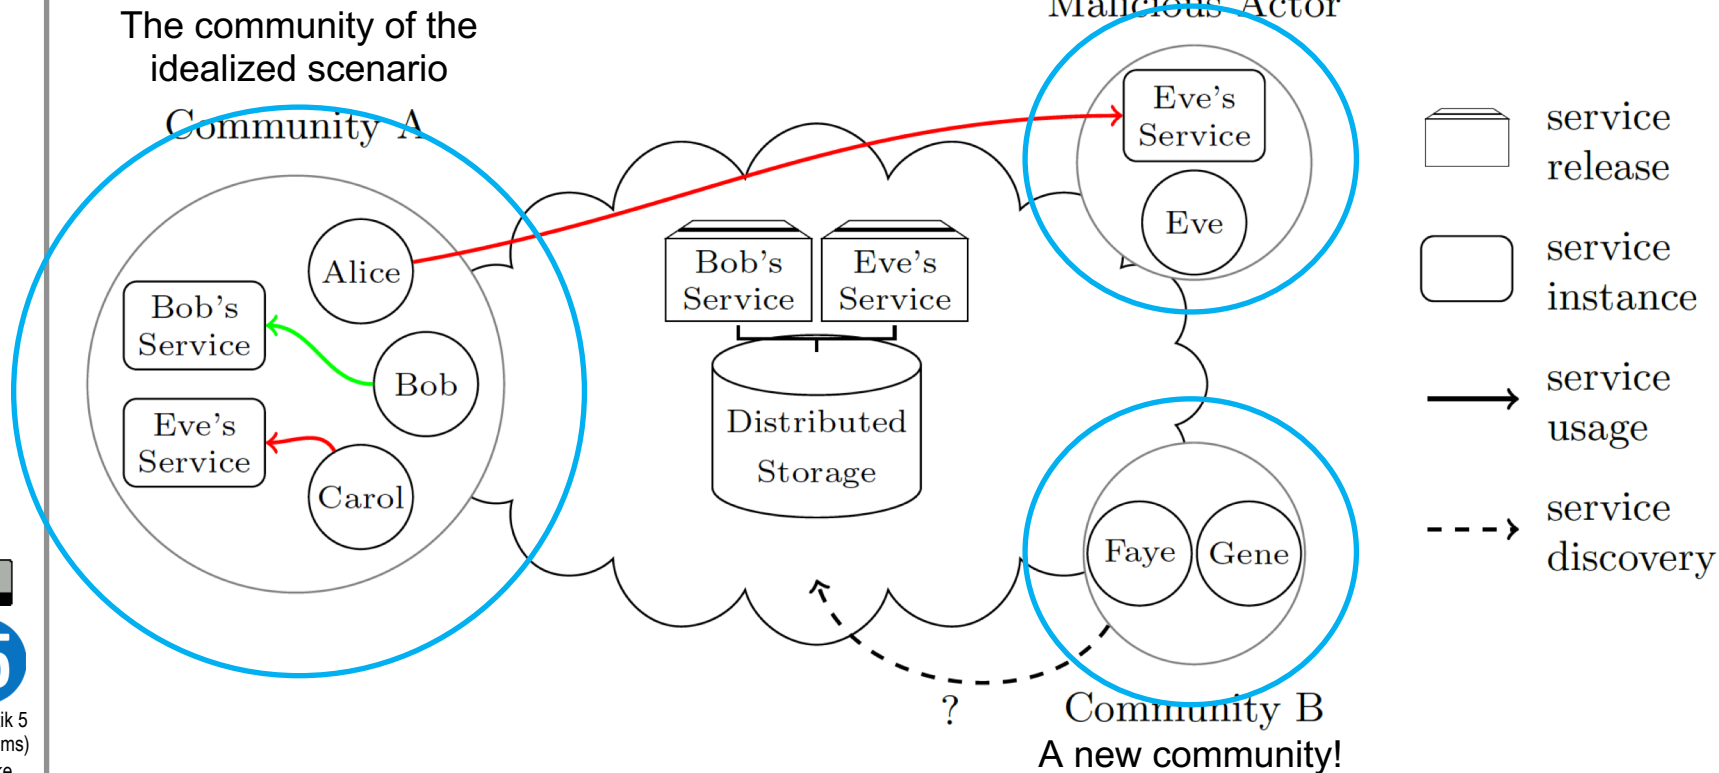 The community of the
idealized scenario
Community A
Alice
Bob's
Service
Bob
Eve's
Service
Carol
Bob's
Service
Eve's
Service
Distributed
Storage
Malicious Actor
Eve's
Service
Eve
Faye
Gene
?
Community B
A new community!
service
release
service
instance
service
usage
service
discovery
5
ik 5
ms)